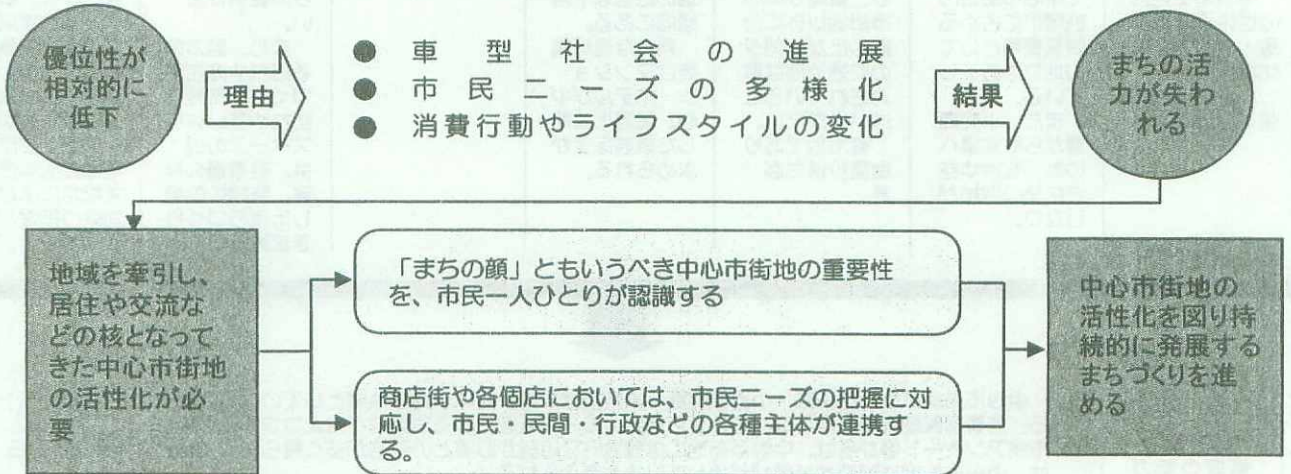 優位性が
相対的に
低下
理由
● 車型社会の進展
● 市民ニーズの多様化
● 消費行動やライフスタイルの変化
結果
まちの活
力が失わ
れる
地域を牽引し、
居住や交流な
どの核となって
きた中心市街地
の活性化が必
要
「まちの顔」ともいうべき中心市街地の重要性
を、市民一人ひとりが認識する
商店街や各個店においては、市民ニーズの把握に対
応し、市民・民間・行政などの各種主体が連携す
る。
中心市街地の
活性化を図り持
続的に発展する
まちづくりを進
める